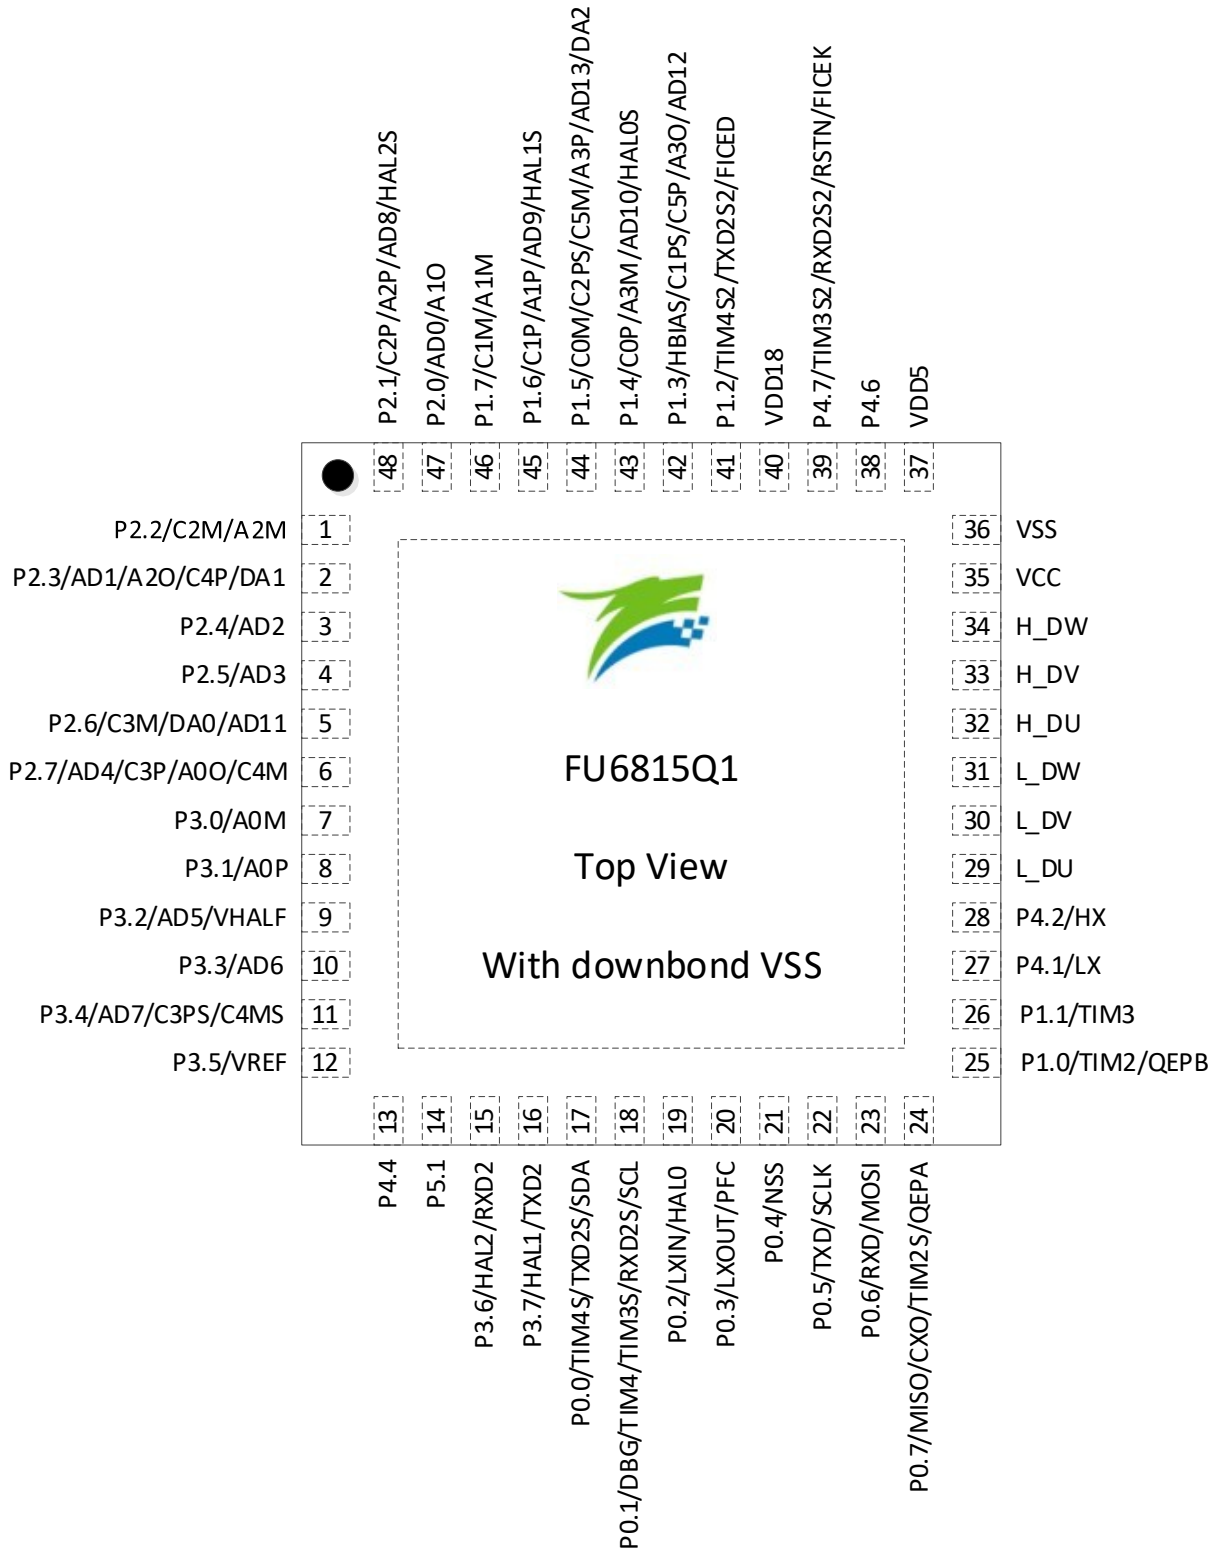 P2.1/C2P/A2P/AD8/HAL2S
P2.0/AD0/A1O
P1.7/C1M/A1M
P1.6/C1P/A1P/AD9/HAL1S
P1.5/C0M/C2PS/C5M/A3P/AD13/DA2
P1.4/C0P/A3M/AD10/HAL0S
P1.3/HBIAS/C1PS/C5P/A3O/AD12
P1.2/TIM4S2/TXD2S2/FICED
VDD18
P4.7/TIM3S2/RXD2S2/RSTN/FICEK
P4.6
VDD5
48 47 46 45 44 43 42 41 40 39 38 37
P2.2/C2M/A2M 1
P2.3/AD1/A2O/C4P/DA1 2
P2.4/AD2 3
P2.5/AD3 4
P2.6/C3M/DA0/AD11 5
P2.7/AD4/C3P/A0O/C4M 6
P3.0/A0M 7
P3.1/A0P 8
P3.2/AD5/VHALF 9
P3.3/AD6 10
P3.4/AD7/C3PS/C4MS 11
P3.5/VREF 12
FU6815Q1
Top View
With downbond VSS
36 VSS
35 VCC
34 H_DW
33 H_DV
32 H_DU
31 L_DW
30 L_DV
29 L_DU
28 P4.2/HX
27 P4.1/LX
26 P1.1/TIM3
25 P1.0/TIM2/QEPB
13 14 15 16 17 18 19 20 21 22 23 24
P4.4
P5.1
P3.6/HAL2/RXD2
P3.7/HAL1/TXD2
P0.0/TIM4S/TXD2S/SDA
P0.1/DBG/TIM4/TIM3S/RXD2S/SCL
P0.2/LXIN/HAL0
P0.3/LXOUT/PFC
P0.4/NSS
P0.5/TXD/SCLK
P0.6/RXD/MOSI
P0.7/MISO/CXO/TIM2S/QEPA